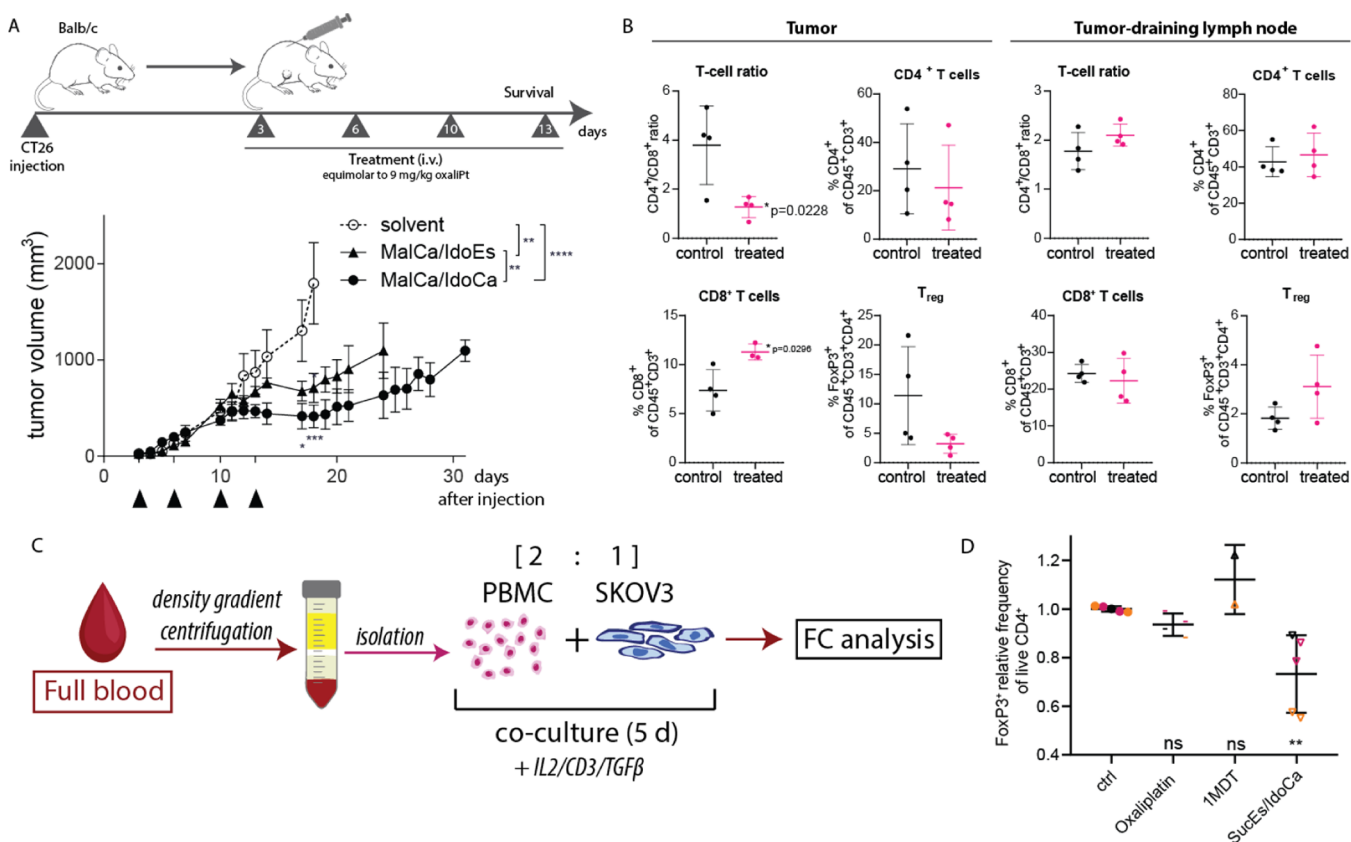 A
Balb/c
Survival
3
6
10
13
days
CT26
injection
Treatment (i.v.)
equimolar to 9 mg/kg oxaliPt
solvent
MalCa/IdoEs
MalCa/IdoCa
**
**
****
tumor volume (mm³)
2000
1000
0
***
*
0
10
20
30
days
after injection
B
Tumor
Tumor-draining lymph node
T-cell ratio
CD4⁺/CD8⁺ ratio
6
4
2
0
* p=0.0228
control
treated
CD4 ⁺ T cells
% CD4⁺
of CD45⁺CD3⁺
60
40
20
0
control
treated
T-cell ratio
CD4⁺/CD8⁺ ratio
3
2
1
0
control
treated
CD4⁺ T cells
% CD4⁺
of CD45⁺CD3⁺
80
60
40
20
0
control
treated
CD8⁺ T cells
% CD8⁺
of CD45⁺CD3⁺
15
10
5
0
* p=0.0296
control
treated
Treg
% FoxP3⁺
of CD45⁺CD3⁺CD4⁺
25
20
15
10
5
0
control
treated
CD8⁺ T cells
% CD8⁺
of CD45⁺CD3⁺
40
30
20
10
0
control
treated
Treg
% FoxP3⁺
of CD45⁺CD3⁺CD4⁺
6
4
2
0
control
treated
C
Full blood
density gradient
centrifugation
isolation
[ 2 : 1 ]
PBMC
SKOV3
+
co-culture (5 d)
+ IL2/CD3/TGFβ
FC analysis
D
FoxP3⁺ relative frequency
of live CD4⁺
1.2
1.0
0.8
0.6
0.4
ns
ns
**
ctrl
Oxaliplatin
1MDT
SucEs/IdoCa